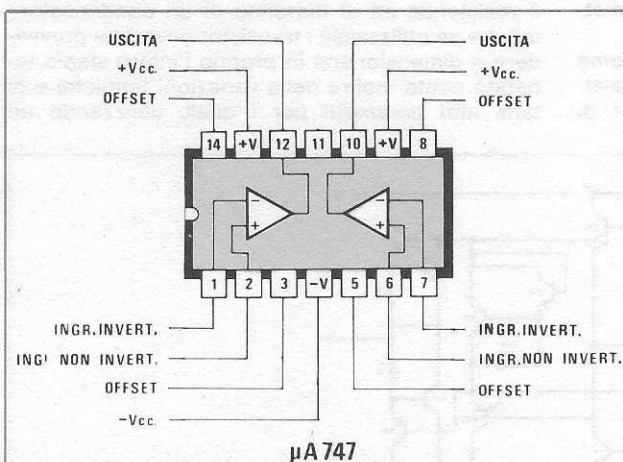 USCITA USCITA
+Vcc. +Vcc.
OFFSET OFFSET
14 +V 12 11 10 +V 8
− −
+ +
1 2 3 −V 5 6 7
INGR.INVERT. INGR.INVERT.
ING' NON INVERT. INGR.NON INVERT.
OFFSET OFFSET
−Vcc.
μA 747